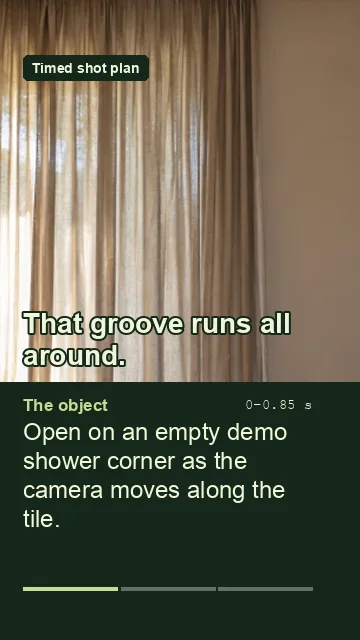 Timed shot plan
That groove runs all
around.
The object
0–0.85 s
Open on an empty demo
shower corner as the
camera moves along the
tile.